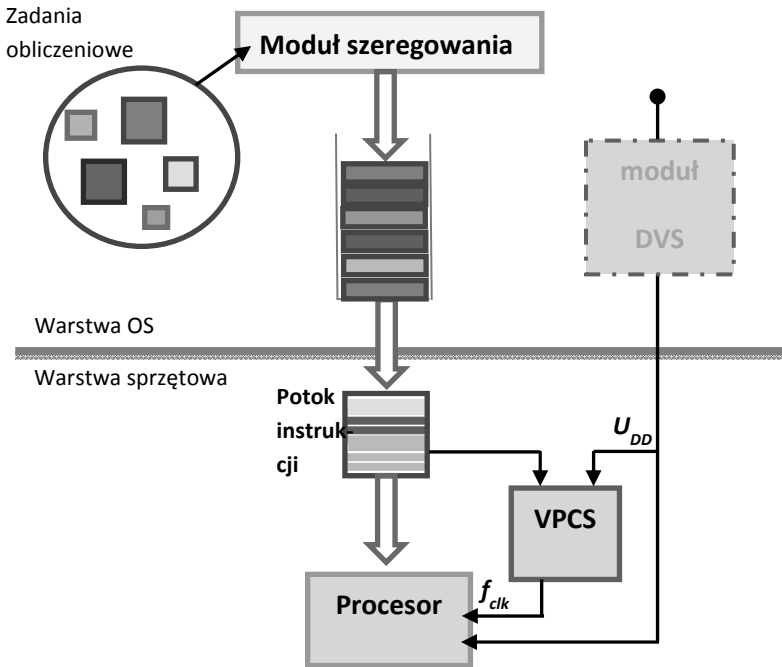 Zadania
obliczeniowe
Moduł szeregowania
moduł
DVS
Warstwa OS
Warstwa sprzętowa
Potok
instruk-
cji
U_DD
VPCS
f_clk
Procesor